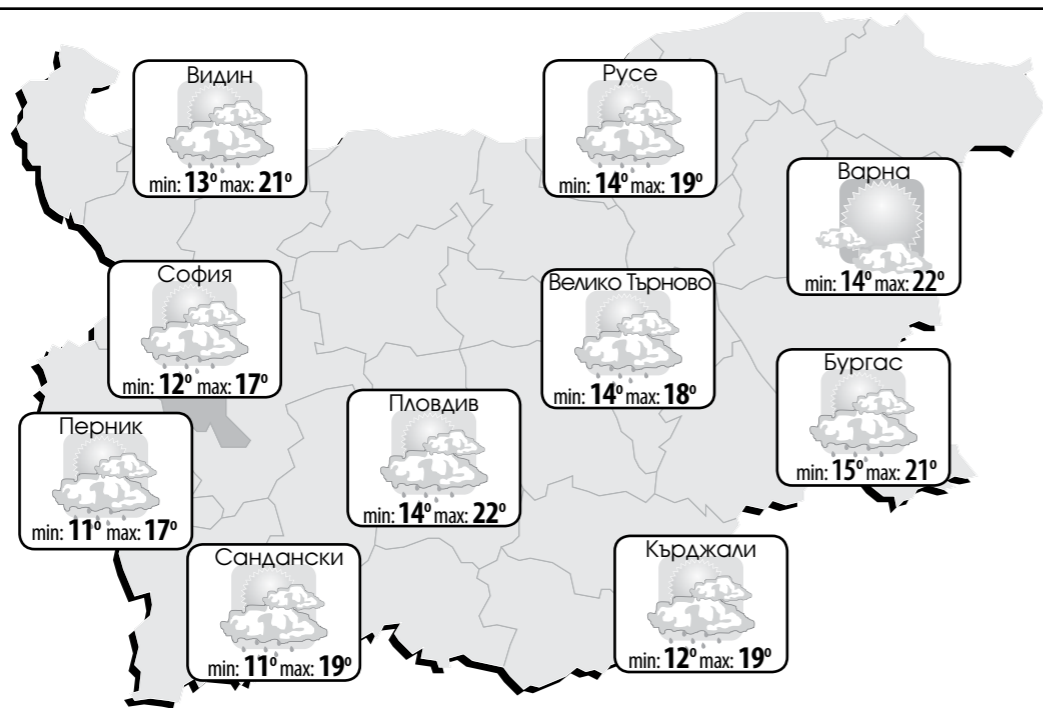 Видин
min: 13° max: 21°
Русе
min: 14° max: 19°
Варна
min: 14° max: 22°
София
min: 12° max: 17°
Велико Търново
min: 14° max: 18°
Бургас
min: 15° max: 21°
Пловдив
min: 14° max: 22°
Перник
min: 11° max: 17°
Сандански
min: 11° max: 19°
Кърджали
min: 12° max: 19°